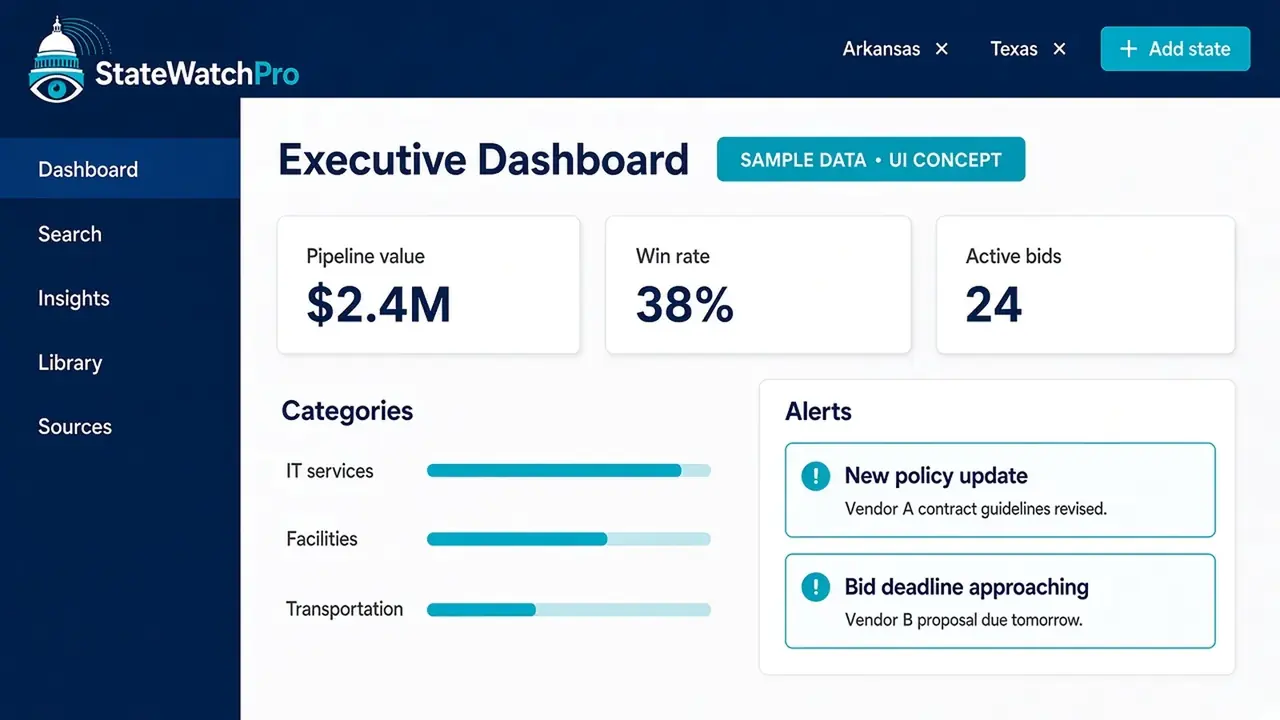 StateWatchPro
Arkansas ×
Texas ×
+ Add state
Dashboard
Search
Insights
Library
Sources
Executive Dashboard
SAMPLE DATA • UI CONCEPT
Pipeline value
$2.4M
Win rate
38%
Active bids
24
Categories
IT services
Facilities
Transportation
Alerts
! New policy update
Vendor A contract guidelines revised.
! Bid deadline approaching
Vendor B proposal due tomorrow.